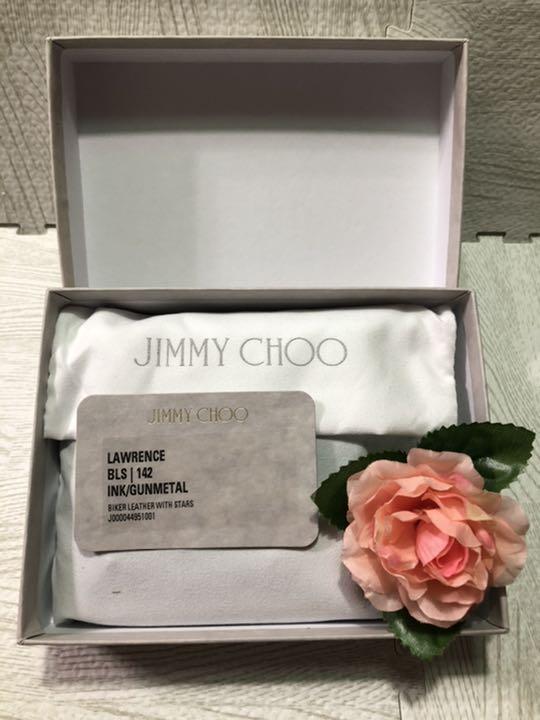 JIMMY CHOO
JIMMY CHOO
LAWRENCE
BLS | 142
INK/GUNMETAL
BIKER LEATHER WITH STARS
J000044951001